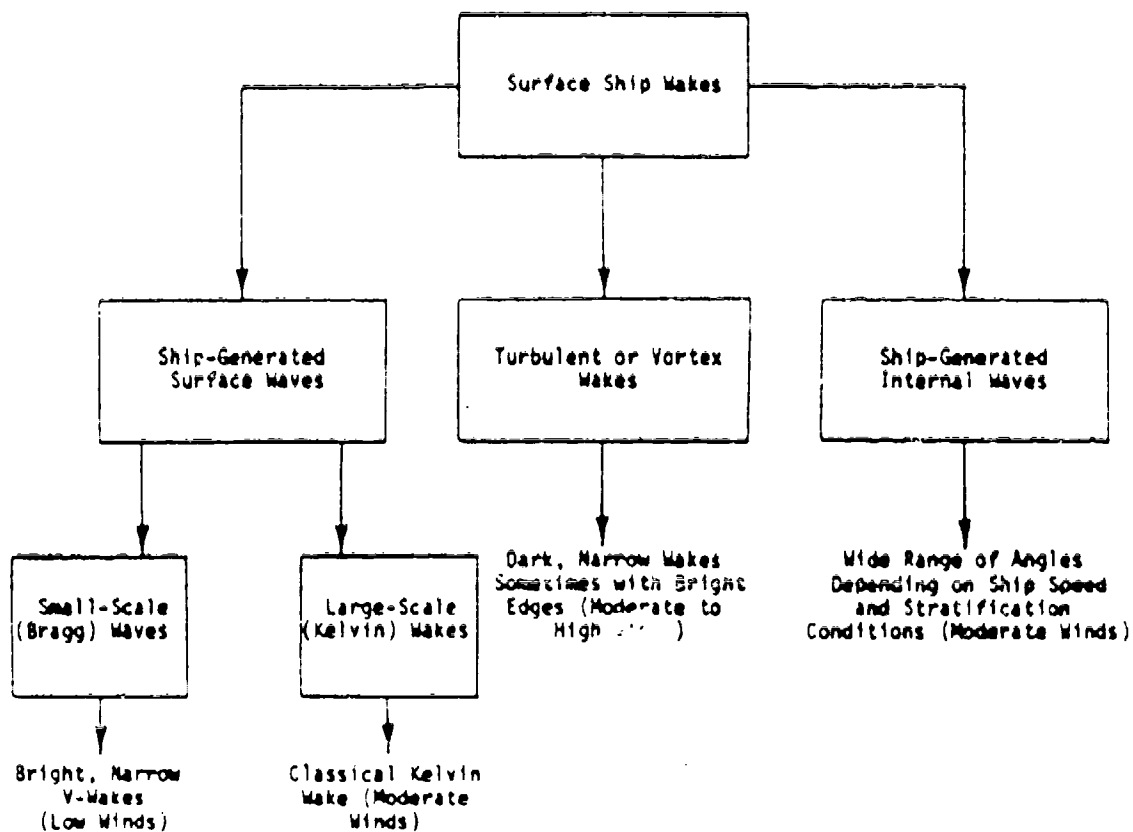 Surface Ship Wakes
Ship-Generated
Surface Waves
Turbulent or Vortex
Wakes
Ship-Generated
Internal Waves
Small-Scale
(Bragg) Waves
Large-Scale
(Kelvin) Wakes
Dark, Narrow Wakes
Sometimes with Bright
Edges (Moderate to
High )
Wide Range of Angles
Depending on Ship Speed
and Stratification
Conditions (Moderate Winds)
Bright, Narrow
V-Wakes
(Low Winds)
Classical Kelvin
Wake (Moderate
Winds)